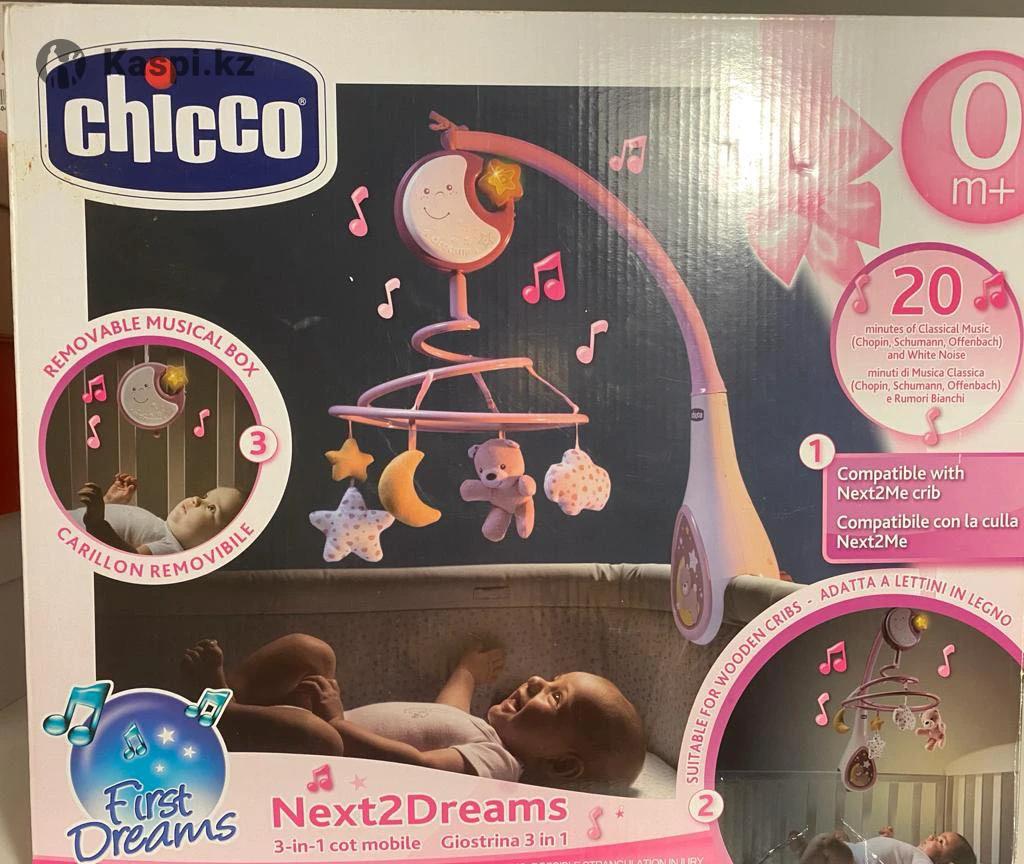 Kaspi.kz
chicco
0
m+
20
minutes of Classical Music
(Chopin, Schumann, Offenbach)
and White Noise
minuti di Musica Classica
(Chopin, Schumann, Offenbach)
e Rumori Bianchi
REMOVABLE MUSICAL BOX
3
CARILLON REMOVIBILE
chicco
1
Compatible with
Next2Me crib
Compatibile con la culla
Next2Me
SUITABLE FOR WOODEN CRIBS - ADATTA A LETTINI IN LEGNO
2
First
Dreams
Next2Dreams
3-in-1 cot mobile Giostrina 3 in 1
STRANGULATION INJURY